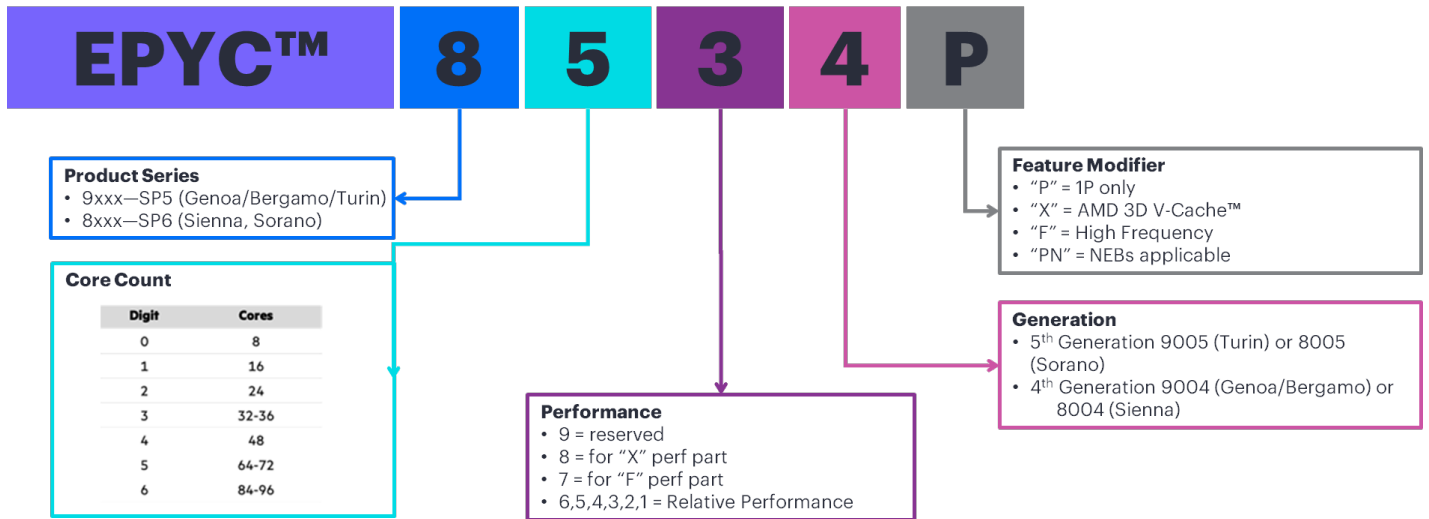 EPYC™ 8 5 3 4 P
Product Series
• 9xxx—SP5 (Genoa/Bergamo/Turin)
• 8xxx—SP6 (Sienna, Sorano)
Core Count
Digit Cores
0 8
1 16
2 24
3 32-36
4 48
5 64-72
6 84-96
Performance
• 9 = reserved
• 8 = for “X” perf part
• 7 = for “F” perf part
• 6,5,4,3,2,1 = Relative Performance
Feature Modifier
• “P” = 1P only
• “X” = AMD 3D V-Cache™
• “F” = High Frequency
• “PN” = NEBs applicable
Generation
• 5th Generation 9005 (Turin) or 8005
(Sorano)
• 4th Generation 9004 (Genoa/Bergamo) or
8004 (Sienna)